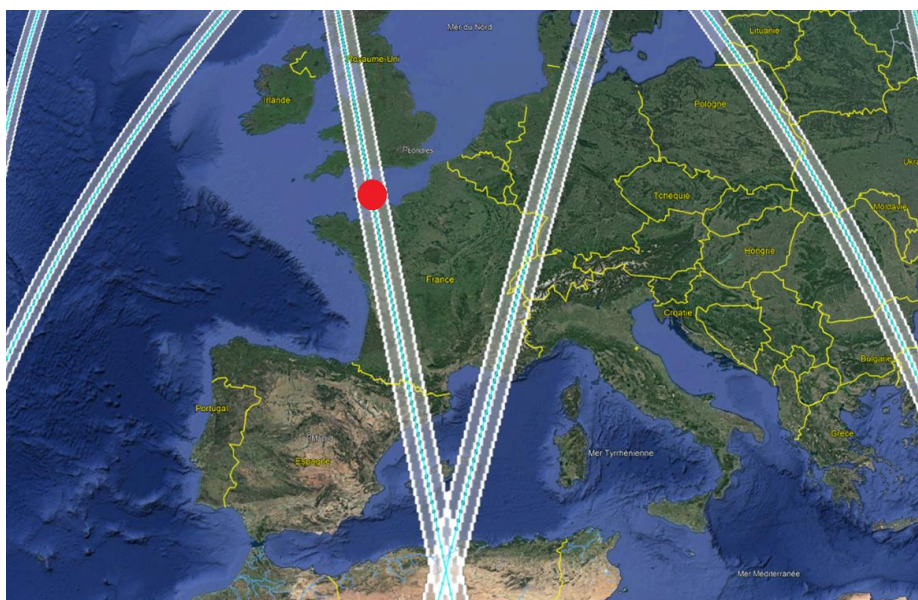 Mer du Nord
Lituanie
Royaume-Uni
Irlande
Pologne
Londres
Tchéquie
Moldavie
Hongrie
France
Croatie
Bulgarie
Portugal
Espagne
Grèce
Mer Tyrrhénienne
Mer Méditerranée